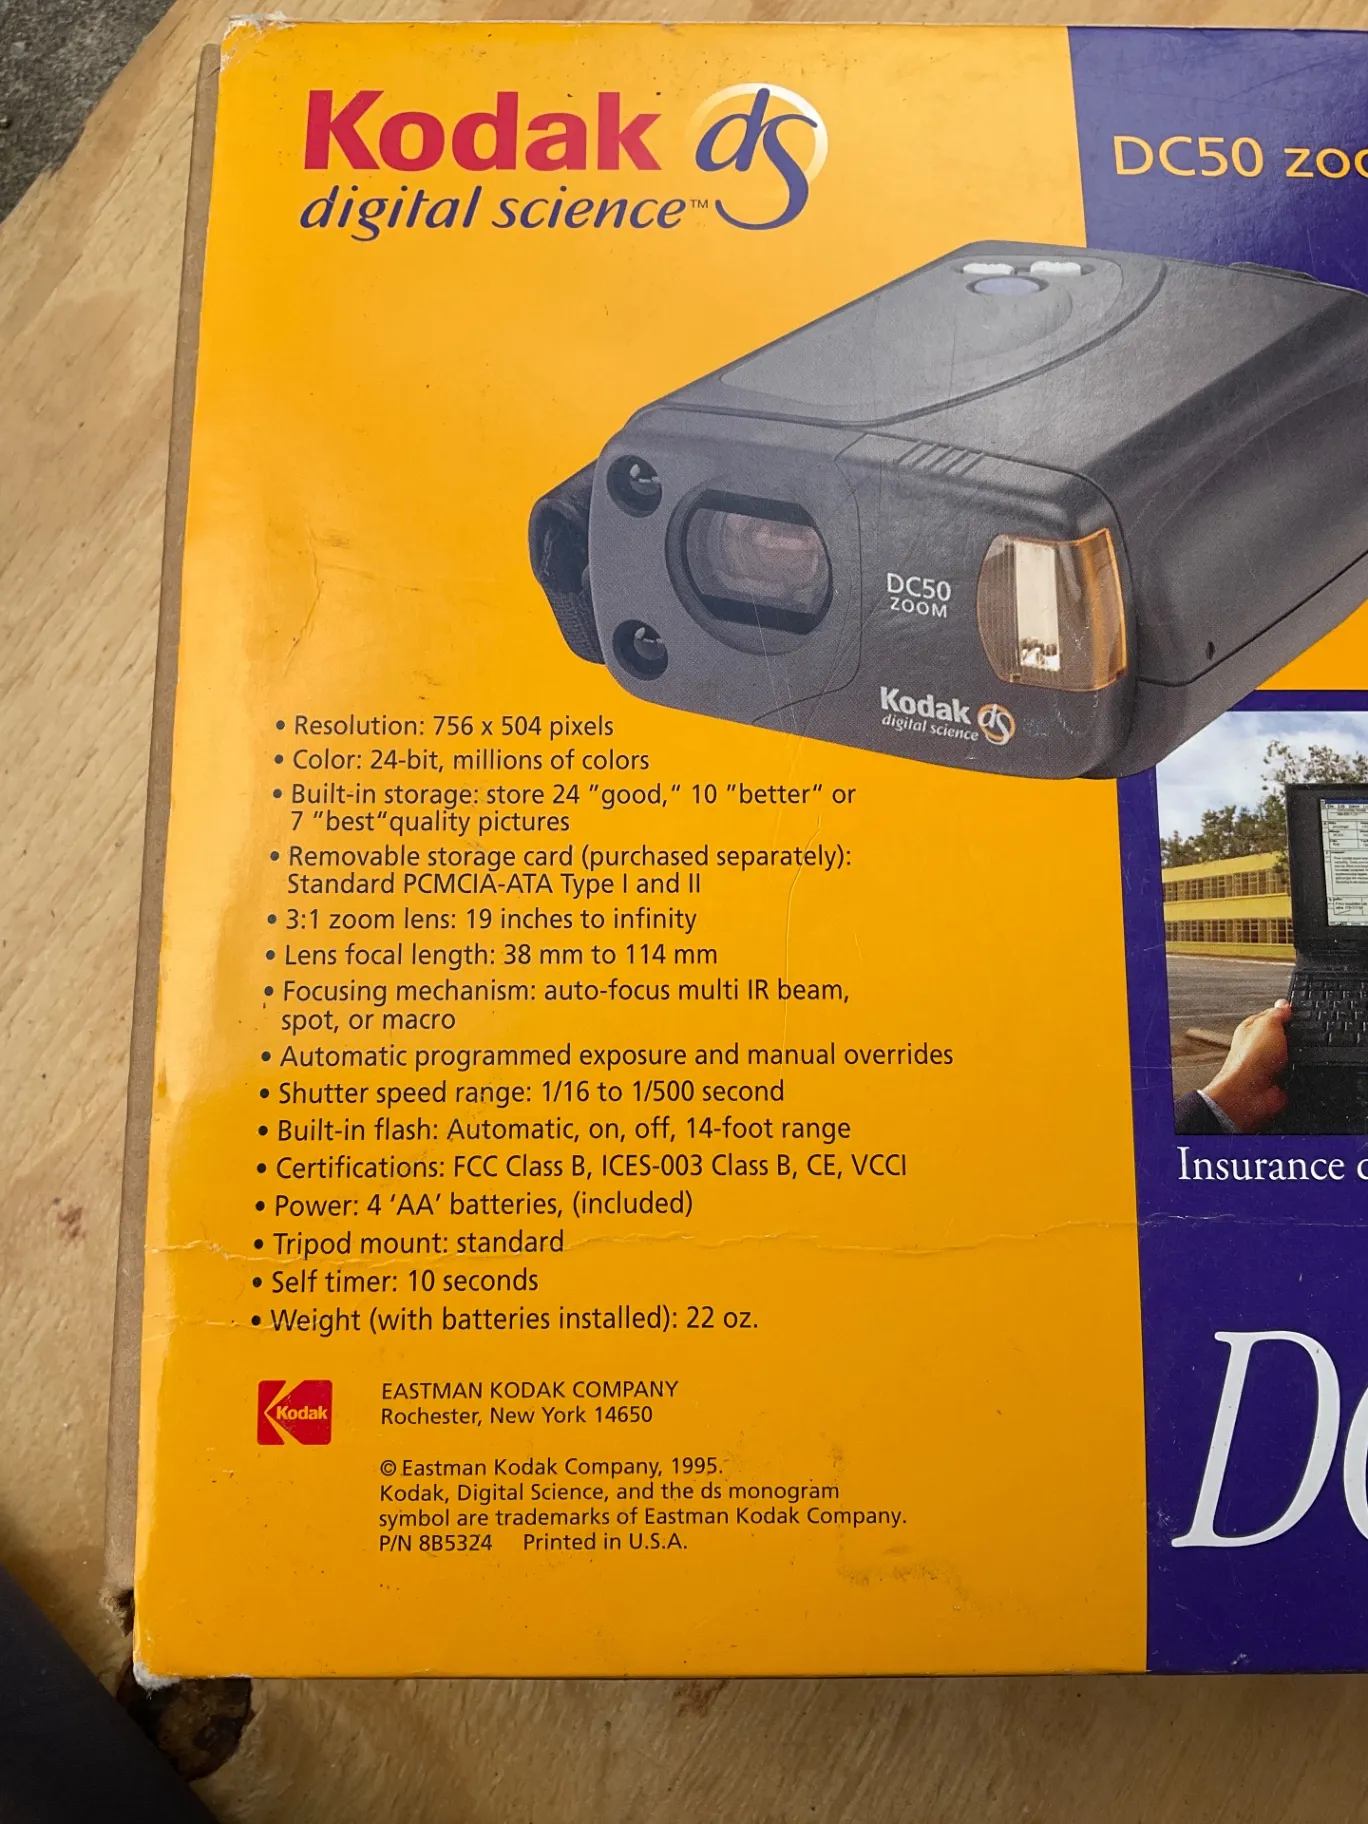 Kodak ds
digital science™
DC50
• Resolution: 756 x 504 pixels
• Color: 24-bit, millions of colors
• Built-in storage: store 24 "good," 10 "better" or
7 "best"quality pictures
• Removable storage card (purchased separately):
Standard PCMCIA-ATA Type I and II
• 3:1 zoom lens: 19 inches to infinity
• Lens focal length: 38 mm to 114 mm
• Focusing mechanism: auto-focus multi IR beam,
spot, or macro
• Automatic programmed exposure and manual overrides
• Shutter speed range: 1/16 to 1/500 second
• Built-in flash: Automatic, on, off, 14-foot range
• Certifications: FCC Class B, ICES-003 Class B, CE, VCCI
• Power: 4 'AA' batteries, (included)
• Tripod mount: standard
• Self timer: 10 seconds
• Weight (with batteries installed): 22 oz.
Kodak
EASTMAN KODAK COMPANY
Rochester, New York 14650
© Eastman Kodak Company, 1995.
Kodak, Digital Science, and the ds monogram
symbol are trademarks of Eastman Kodak Company.
P/N 8B5324 Printed in U.S.A.
DC50
ZOOM
Kodak ds
digital science
Insurance